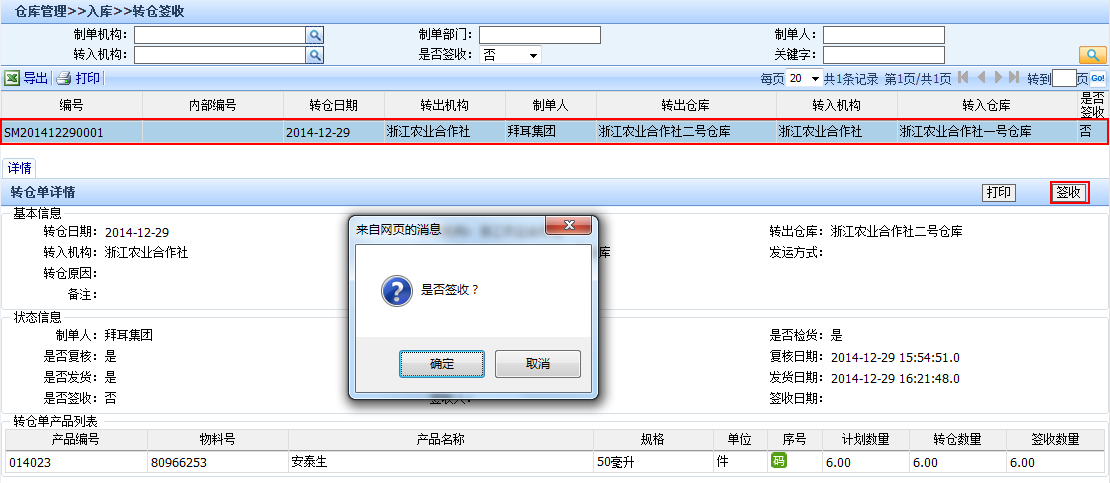 仓库管理>>入库>>转仓签收
制单机构： 制单部门： 制单人：
转入机构： 是否签收： 否 关键字：
导出 打印 每页 20 共1条记录 第1页/共1页 转到 页 Go!
编号 内部编号 转仓日期 转出机构 制单人 转出仓库 转入机构 转入仓库 是否签收
SM201412290001 2014-12-29 浙江农业合作社 拜耳集团 浙江农业合作社二号仓库 浙江农业合作社 浙江农业合作社一号仓库 否
详情
转仓单详情 打印 签收
基本信息
转仓日期： 2014-12-29 转出仓库： 浙江农业合作社二号仓库
转入机构： 浙江农业合作社 库 发运方式：
转仓原因：
备注：
来自网页的消息
是否签收？
确定 取消
状态信息
制单人： 拜耳集团 是否检货： 是
是否复核： 是 复核日期： 2014-12-29 15:54:51.0
是否发货： 是 发货日期： 2014-12-29 16:21:48.0
是否签收： 否 签收人： 签收日期：
转仓单产品列表
产品编号 物料号 产品名称 规格 单位 序号 计划数量 转仓数量 签收数量
014023 80966253 安泰生 50毫升 件 码 6.00 6.00 6.00